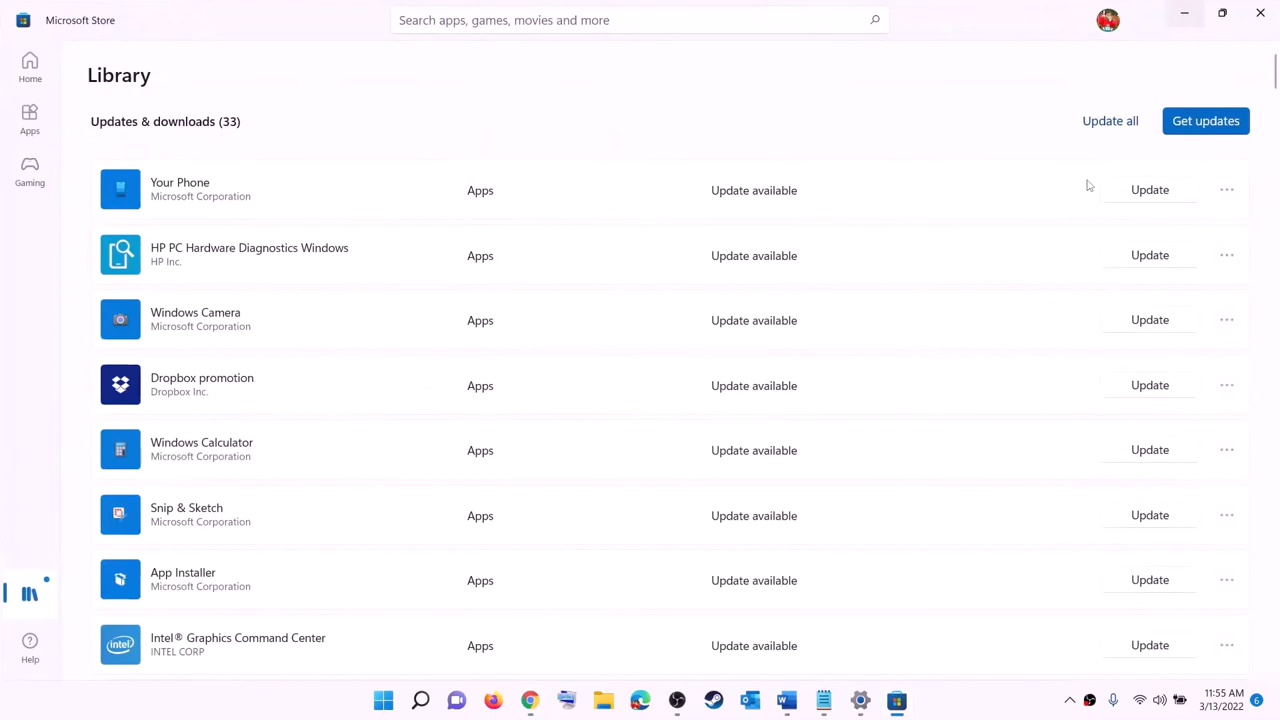 Microsoft Store
Search apps, games, movies and more
Home
Apps
Gaming
Library
Updates & downloads (33)
Update all
Get updates
Your Phone
Microsoft Corporation
Apps
Update available
Update
HP PC Hardware Diagnostics Windows
HP Inc.
Apps
Update available
Update
Windows Camera
Microsoft Corporation
Apps
Update available
Update
Dropbox promotion
Dropbox Inc.
Apps
Update available
Update
Windows Calculator
Microsoft Corporation
Apps
Update available
Update
Snip & Sketch
Microsoft Corporation
Apps
Update available
Update
App Installer
Microsoft Corporation
Apps
Update available
Update
intel
Intel® Graphics Command Center
INTEL CORP
Apps
Update available
Update
Help
11:55 AM
3/13/2022
6